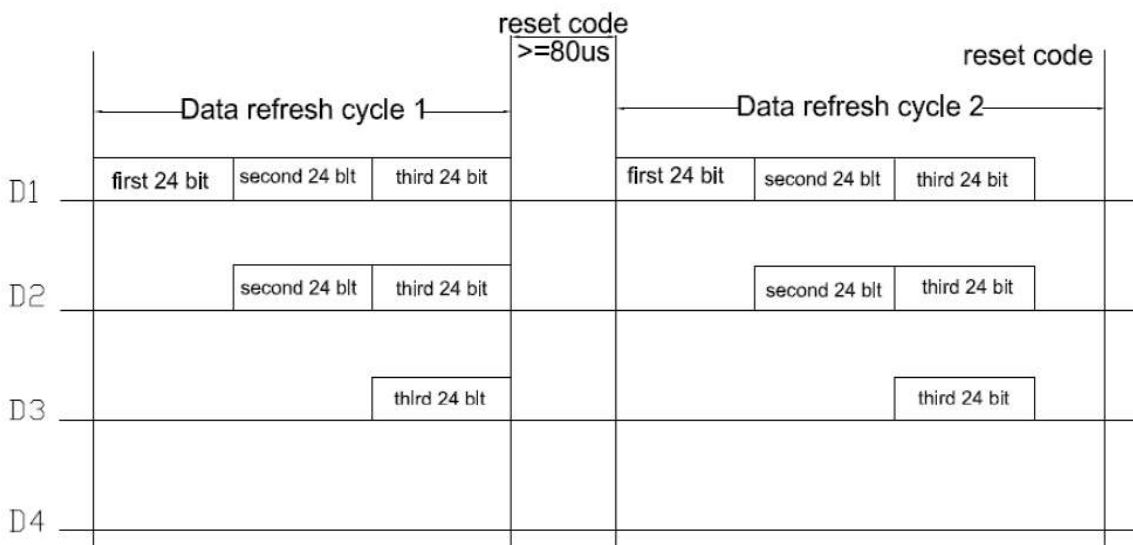 reset code
>=80us
reset code
Data refresh cycle 1
Data refresh cycle 2
D1 first 24 bit second 24 blt third 24 bit first 24 bit second 24 blt third 24 bit
D2 second 24 blt third 24 bit second 24 blt third 24 bit
D3 third 24 blt third 24 bit
D4